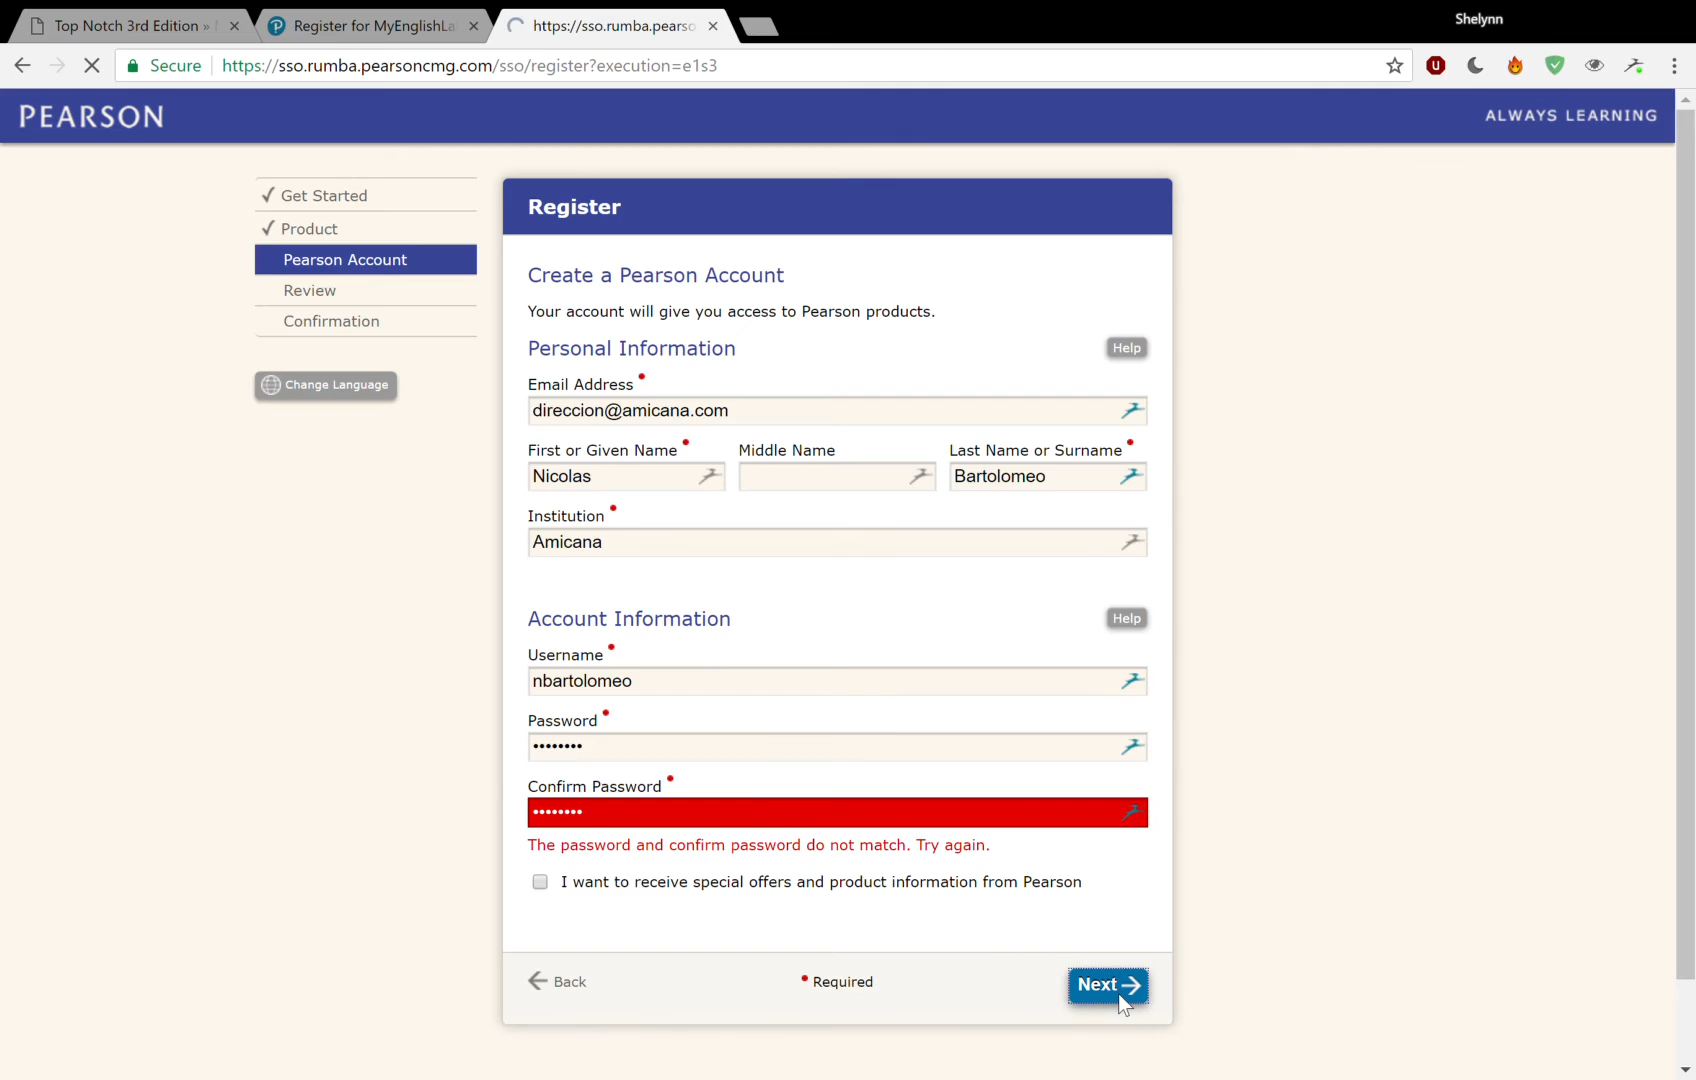 Shelynn
Top Notch 3rd Edition »
Register for MyEnglishLa
https://sso.rumba.pearso
Secure
https://sso.rumba.pearsoncmg.com/sso/register?execution=e1s3
PEARSON
ALWAYS LEARNING
Get Started
Product
Pearson Account
Review
Confirmation
Change Language
Register
Create a Pearson Account
Your account will give you access to Pearson products.
Personal Information
Help
Email Address
direccion@amicana.com
First or Given Name
Middle Name
Last Name or Surname
Nicolas
Bartolomeo
Institution
Amicana
Account Information
Help
Username
nbartolomeo
Password
••••••••
Confirm Password
••••••••
The password and confirm password do not match. Try again.
I want to receive special offers and product information from Pearson
Back
Required
Next